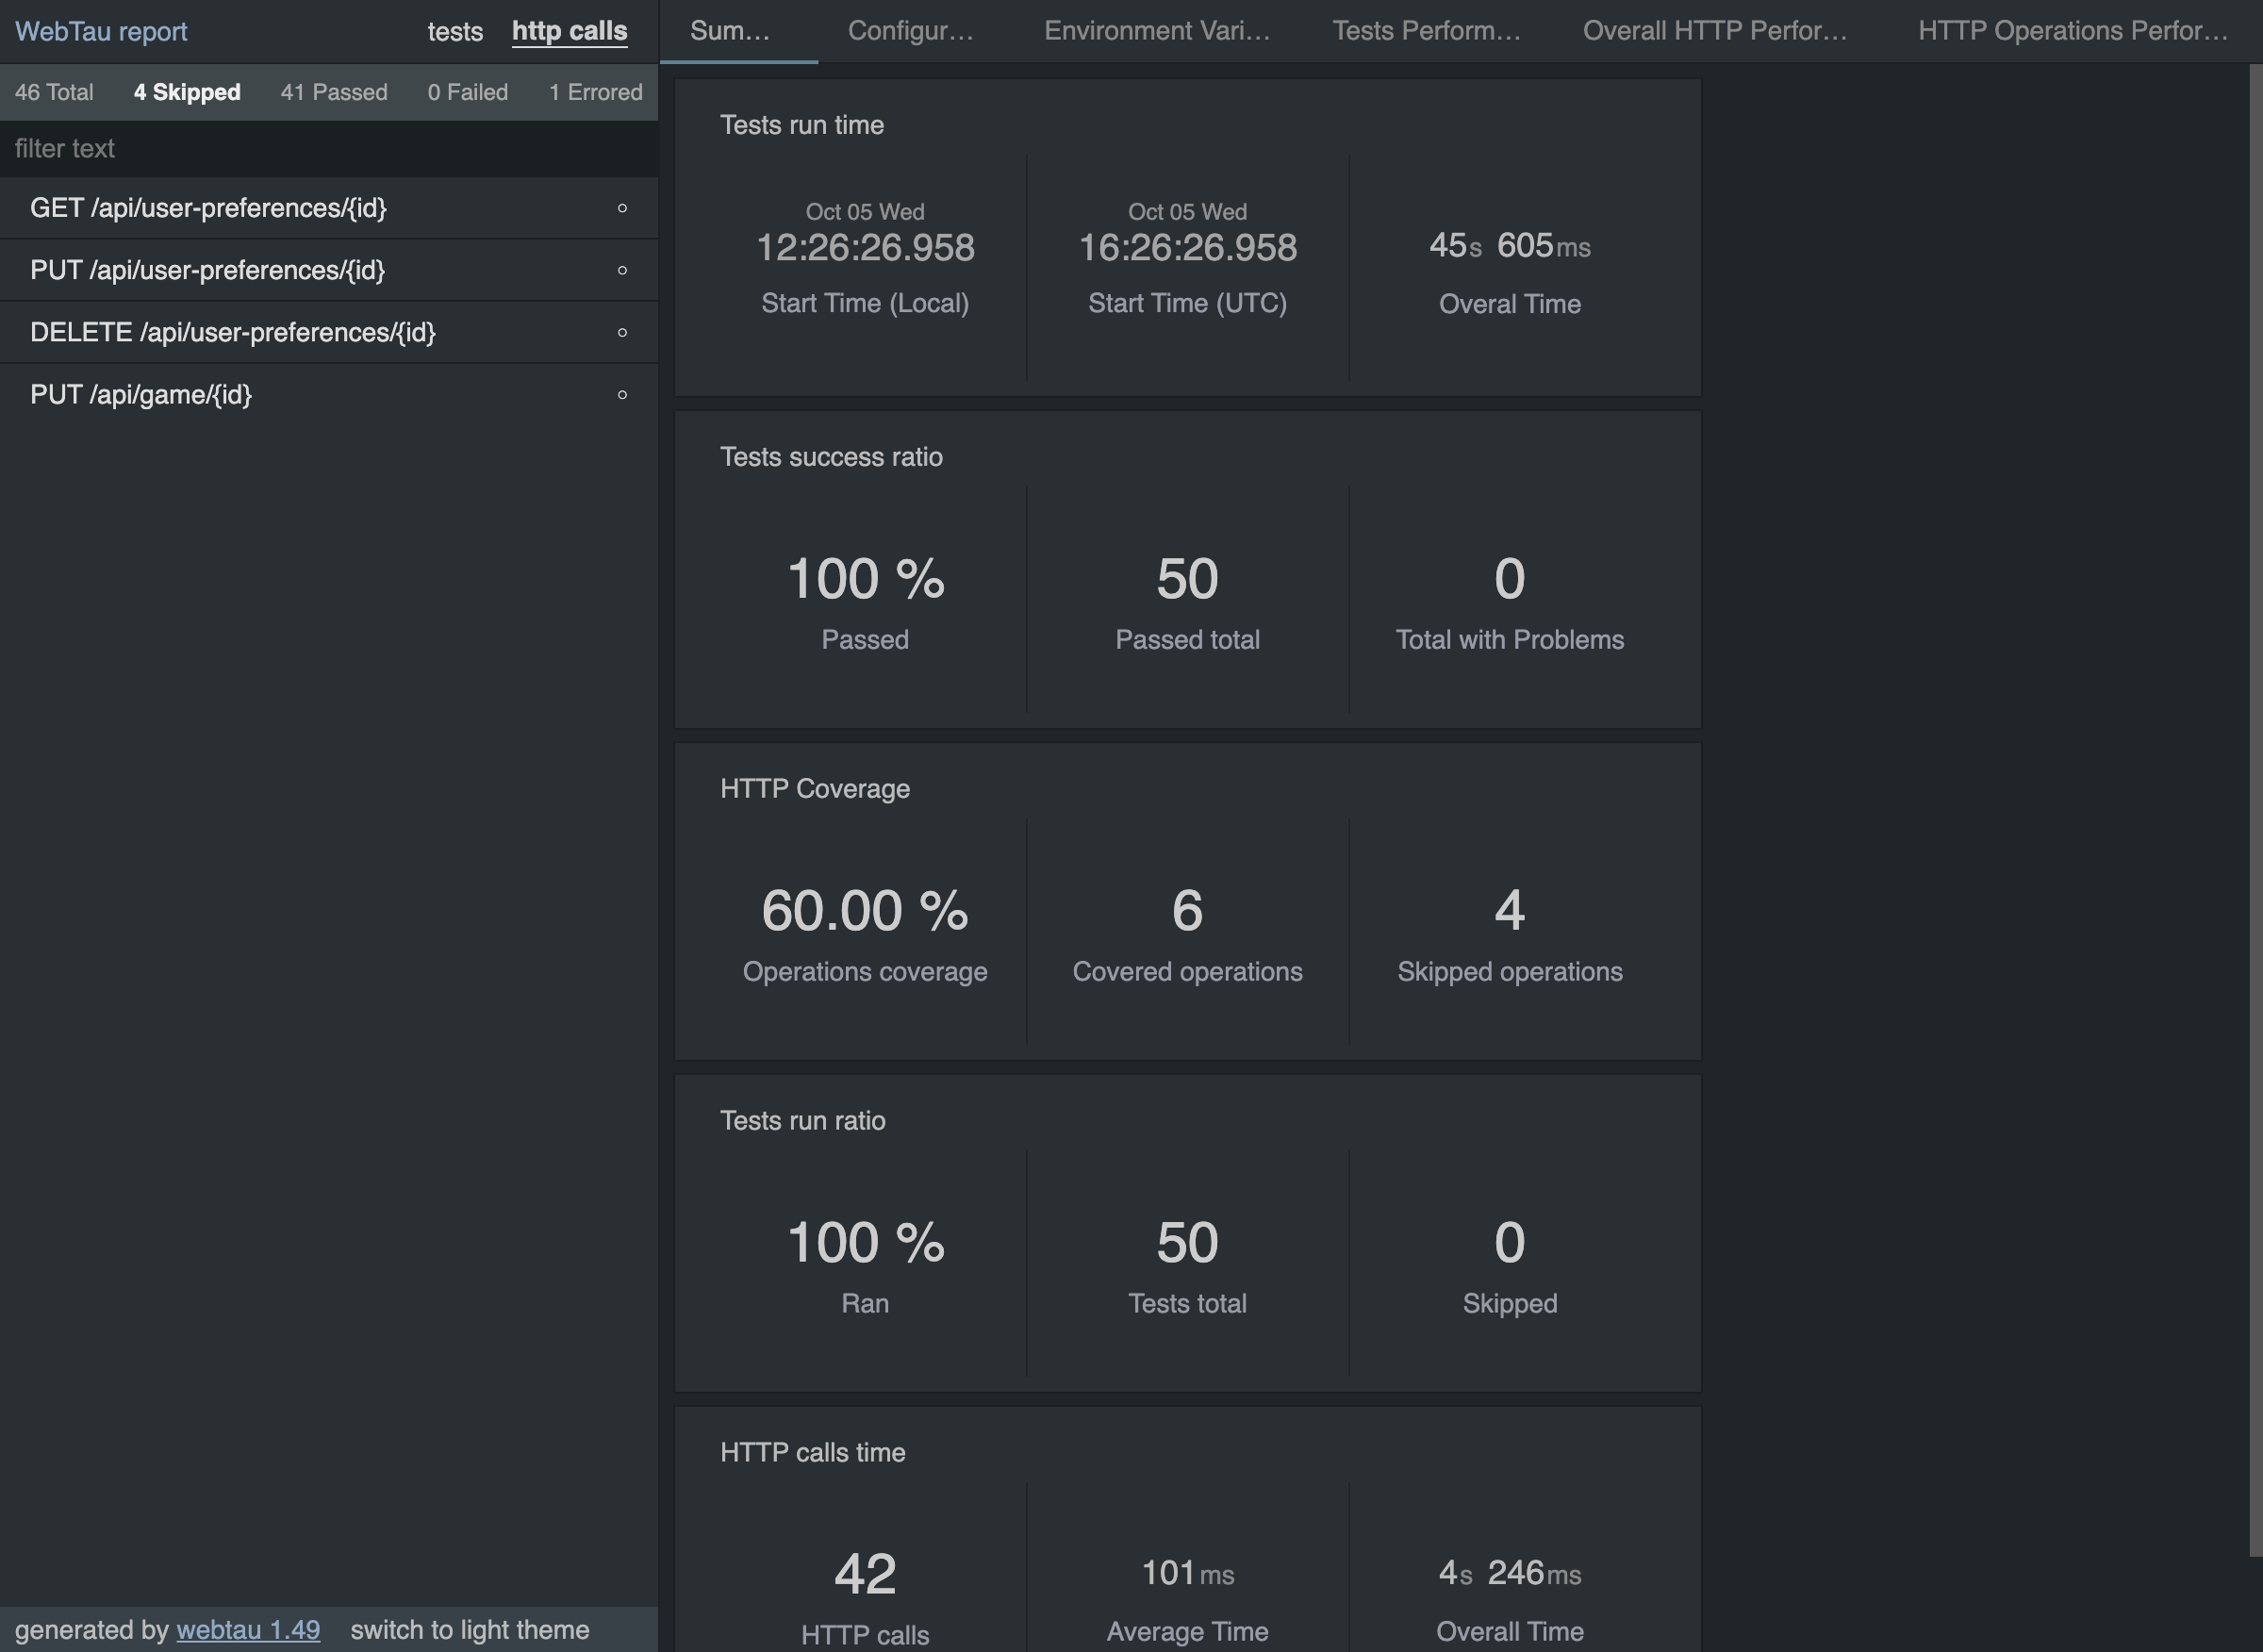 WebTau report tests http calls
46 Total 4 Skipped 41 Passed 0 Failed 1 Errored
filter text
GET /api/user-preferences/{id}
PUT /api/user-preferences/{id}
DELETE /api/user-preferences/{id}
PUT /api/game/{id}
generated by webtau 1.49 switch to light theme
Sum… Configur… Environment Vari… Tests Perform… Overall HTTP Perfor… HTTP Operations Perfor…
Tests run time
Oct 05 Wed
12:26:26.958
Start Time (Local)
Oct 05 Wed
16:26:26.958
Start Time (UTC)
45s 605ms
Overal Time
Tests success ratio
100 %
Passed
50
Passed total
0
Total with Problems
HTTP Coverage
60.00 %
Operations coverage
6
Covered operations
4
Skipped operations
Tests run ratio
100 %
Ran
50
Tests total
0
Skipped
HTTP calls time
42
HTTP calls
101ms
Average Time
4s 246ms
Overall Time